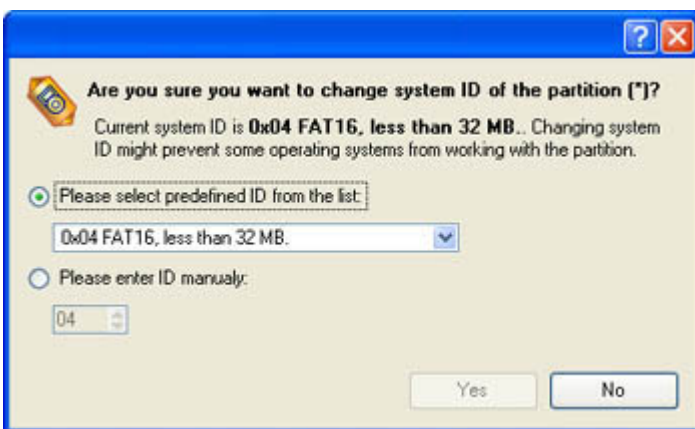 Are you sure you want to change system ID of the partition (*)?
Current system ID is 0x04 FAT16, less than 32 MB.. Changing system
ID might prevent some operating systems from working with the partition.
Please select predefined ID from the list:
0x04 FAT16, less than 32 MB.
Please enter ID manualy:
04
Yes No